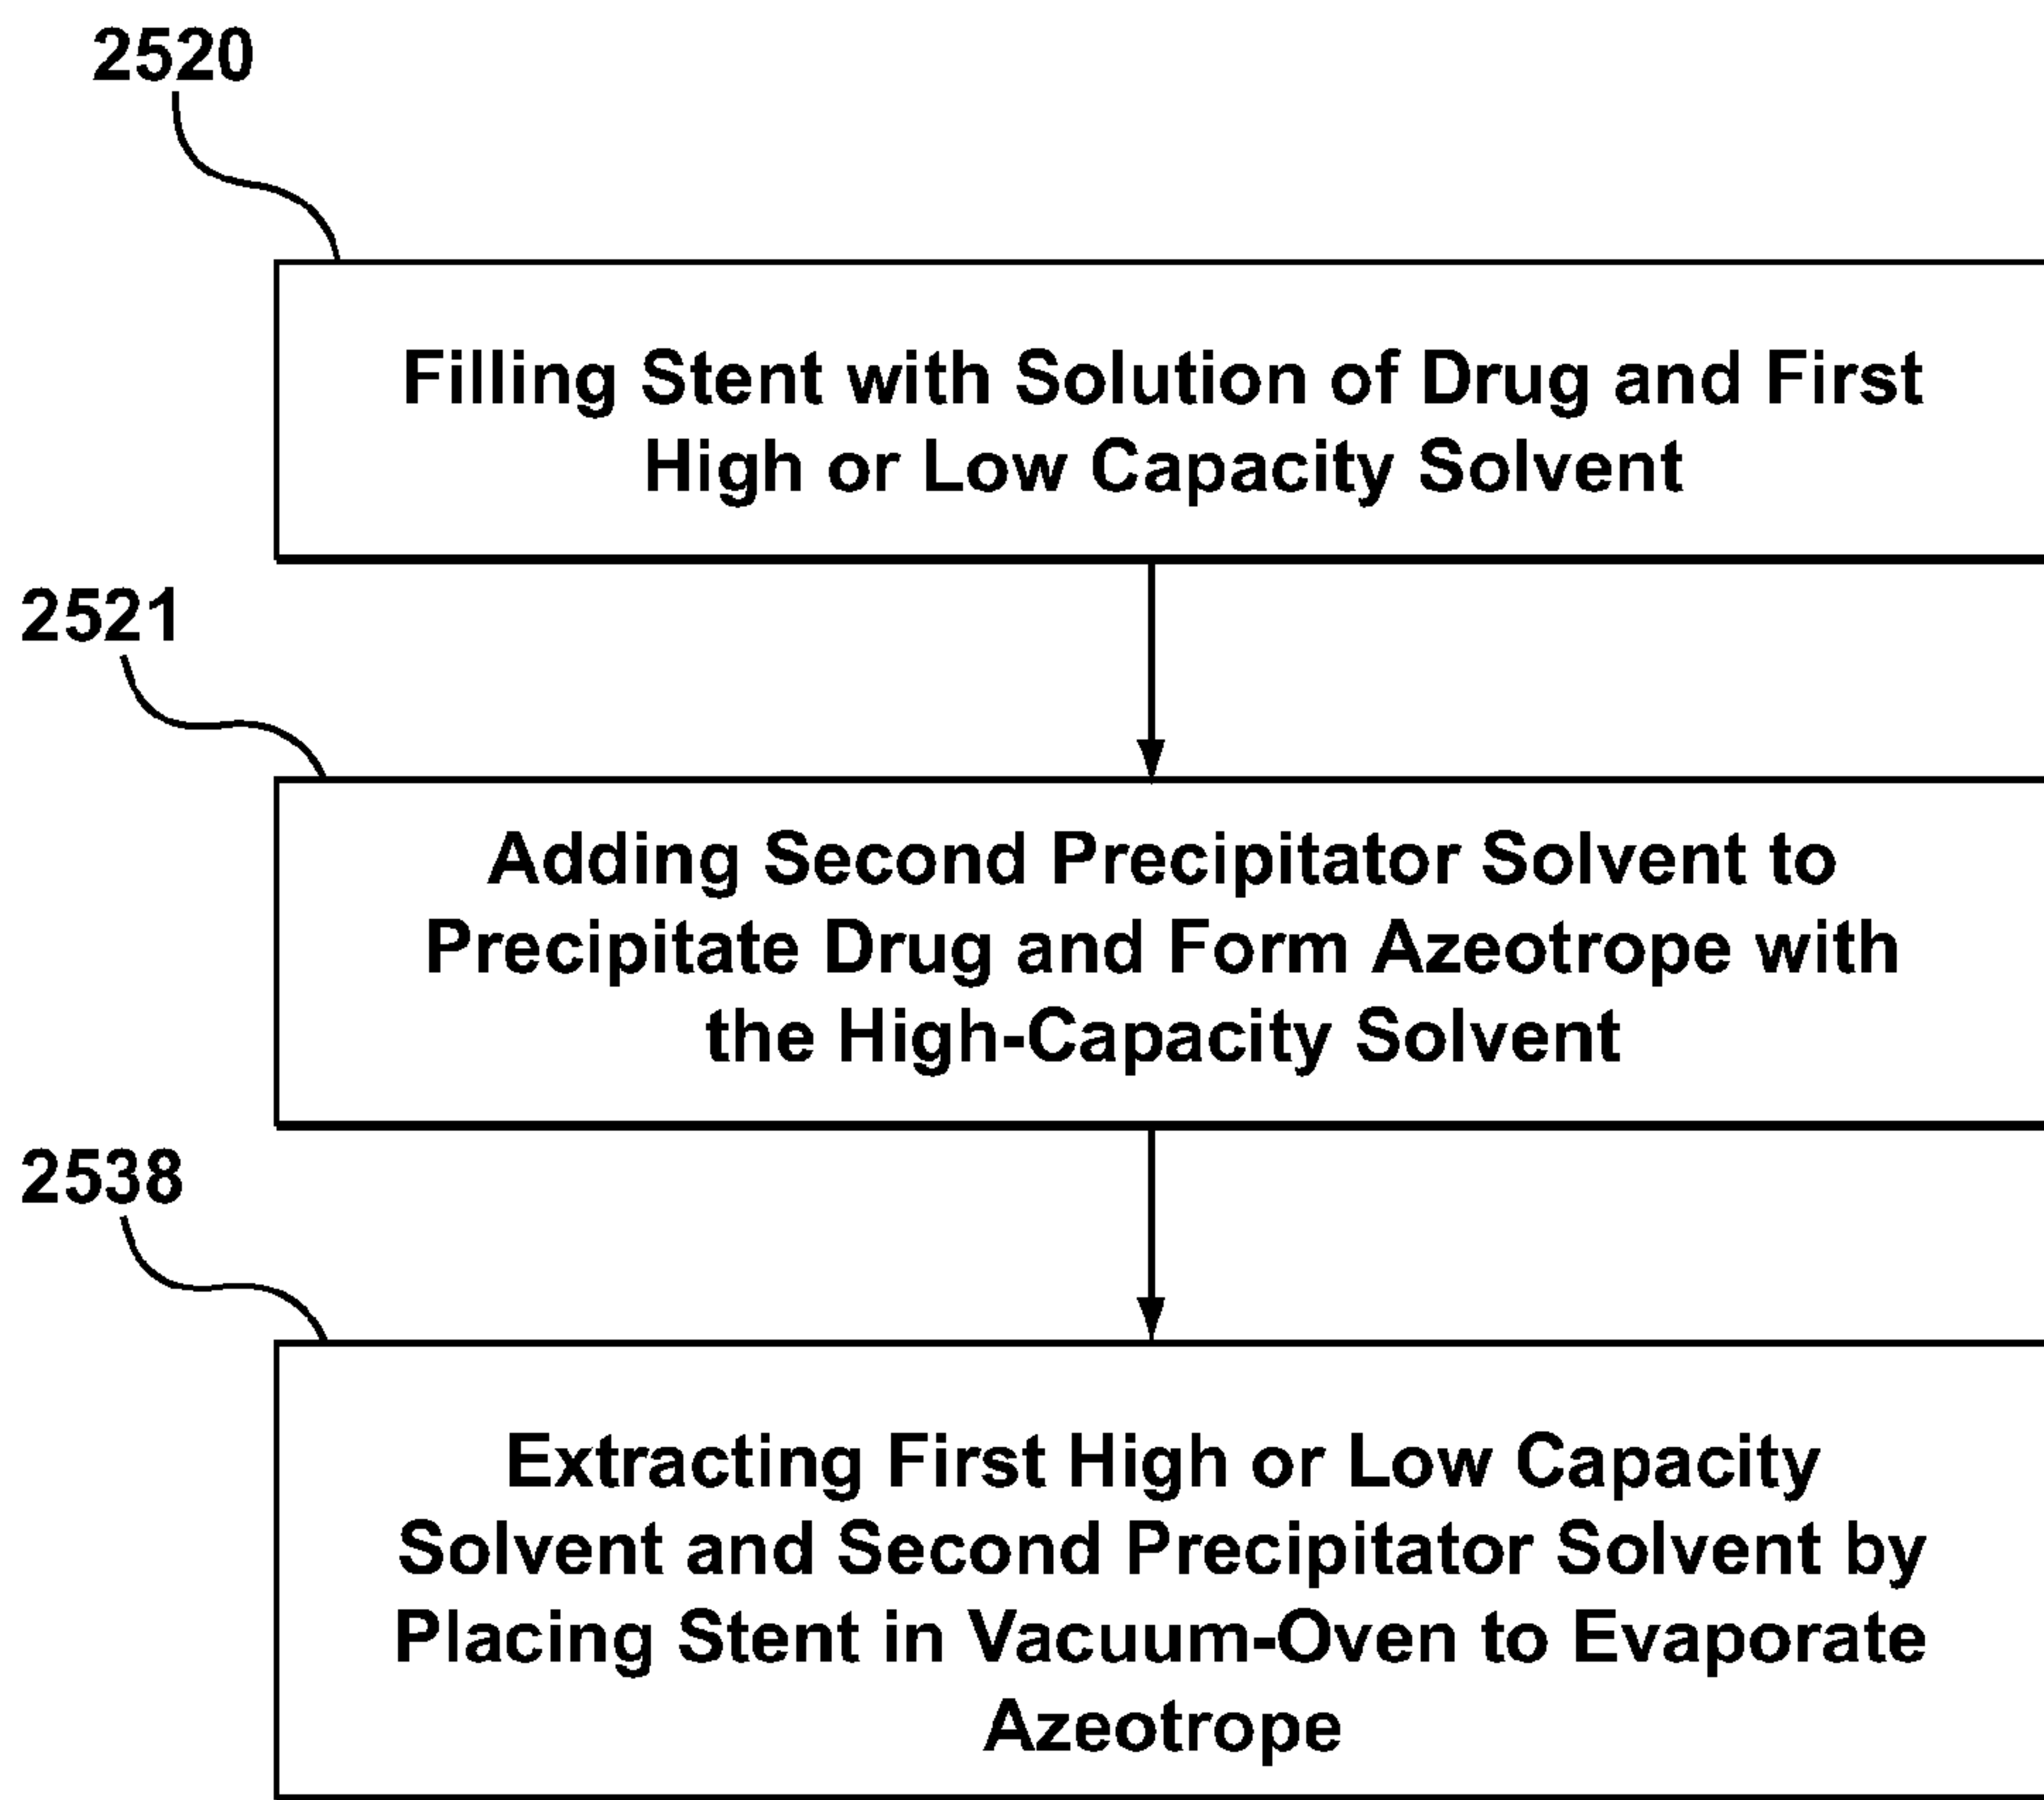 2520
Filling Stent with Solution of Drug and First
High or Low Capacity Solvent
2521
Adding Second Precipitator Solvent to
Precipitate Drug and Form Azeotrope with
the High-Capacity Solvent
2538
Extracting First High or Low Capacity
Solvent and Second Precipitator Solvent by
Placing Stent in Vacuum-Oven to Evaporate
Azeotrope